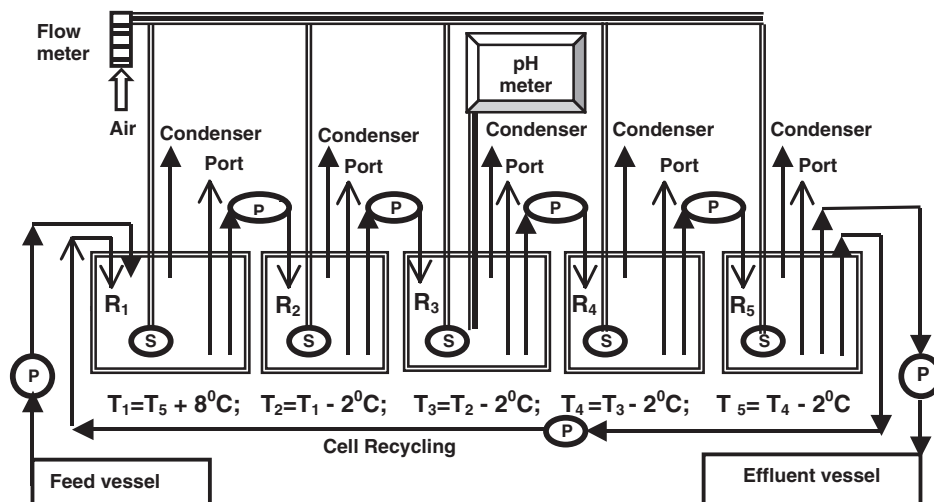 Flow
meter
Air
pH
meter
Condenser
Condenser
Condenser
Condenser
Condenser
Port
Port
Port
Port
Port
P
P
P
P
R₁
R₂
R₃
R₄
R₅
S
S
S
S
S
P
P
T₁=T₅ + 8⁰C; T₂=T₁ - 2⁰C; T₃=T₂ - 2⁰C; T₄=T₃ - 2⁰C; T₅= T₄ - 2⁰C
P
Cell Recycling
Feed vessel
Effluent vessel